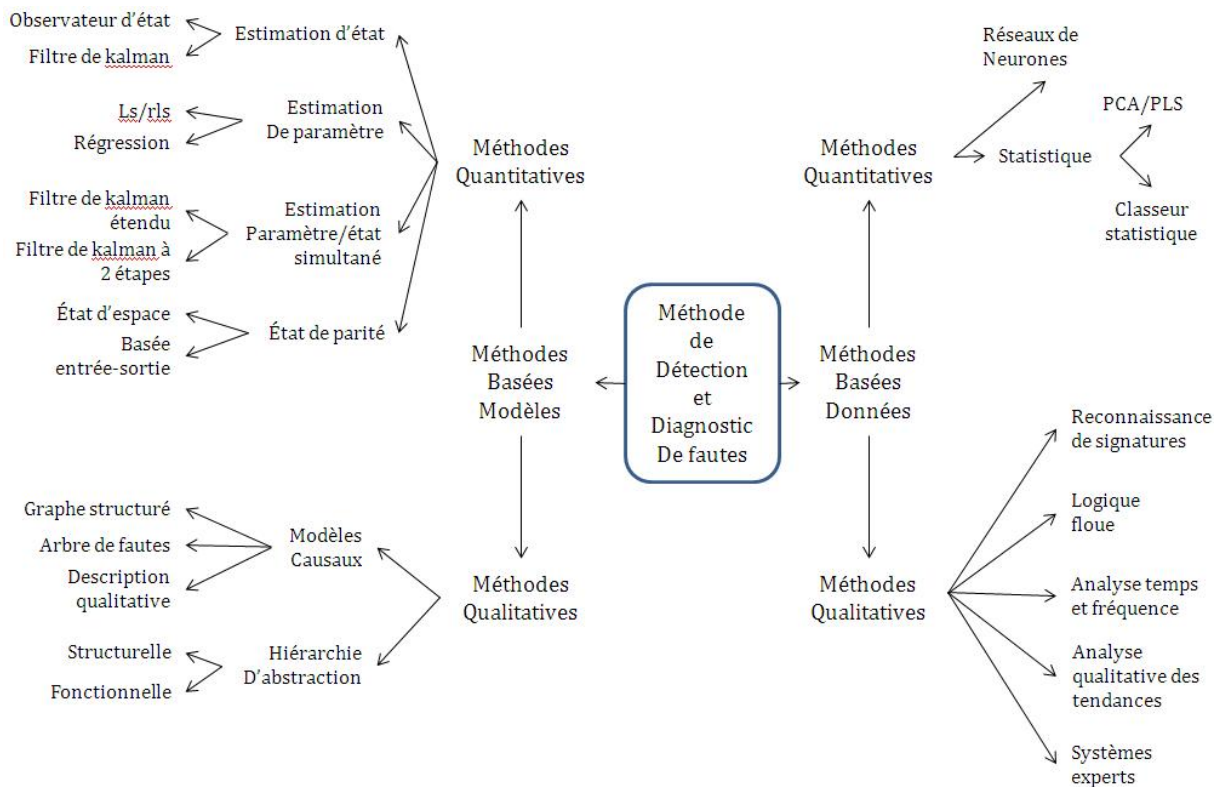 Observateur d’état
Filtre de kalman
Estimation d’état
Ls/rls
Régression
Estimation
De paramètre
Filtre de kalman
étendu
Filtre de kalman à
2 étapes
Estimation
Paramètre/état
simultané
État d’espace
Basée
entrée-sortie
État de parité
Méthodes
Quantitatives
Méthodes
Basées
Modèles
Graphe structuré
Arbre de fautes
Description
qualitative
Modèles
Causaux
Structurelle
Fonctionnelle
Hiérarchie
D’abstraction
Méthodes
Qualitatives
Méthode
de
Détection
et
Diagnostic
De fautes
Méthodes
Quantitatives
Réseaux de
Neurones
Statistique
PCA/PLS
Classeur
statistique
Méthodes
Basées
Données
Méthodes
Qualitatives
Reconnaissance
de signatures
Logique
floue
Analyse temps
et fréquence
Analyse
qualitative des
tendances
Systèmes
experts